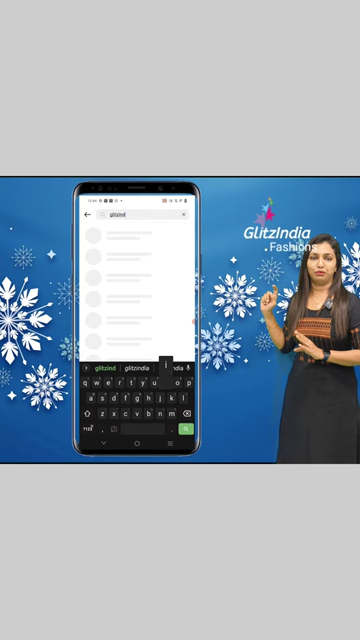 glitzind
GlitzIndia
.Fashions
glitzind glitzindia
q w e r t y u i o p
a s d f g h j k l
z x c v b n m